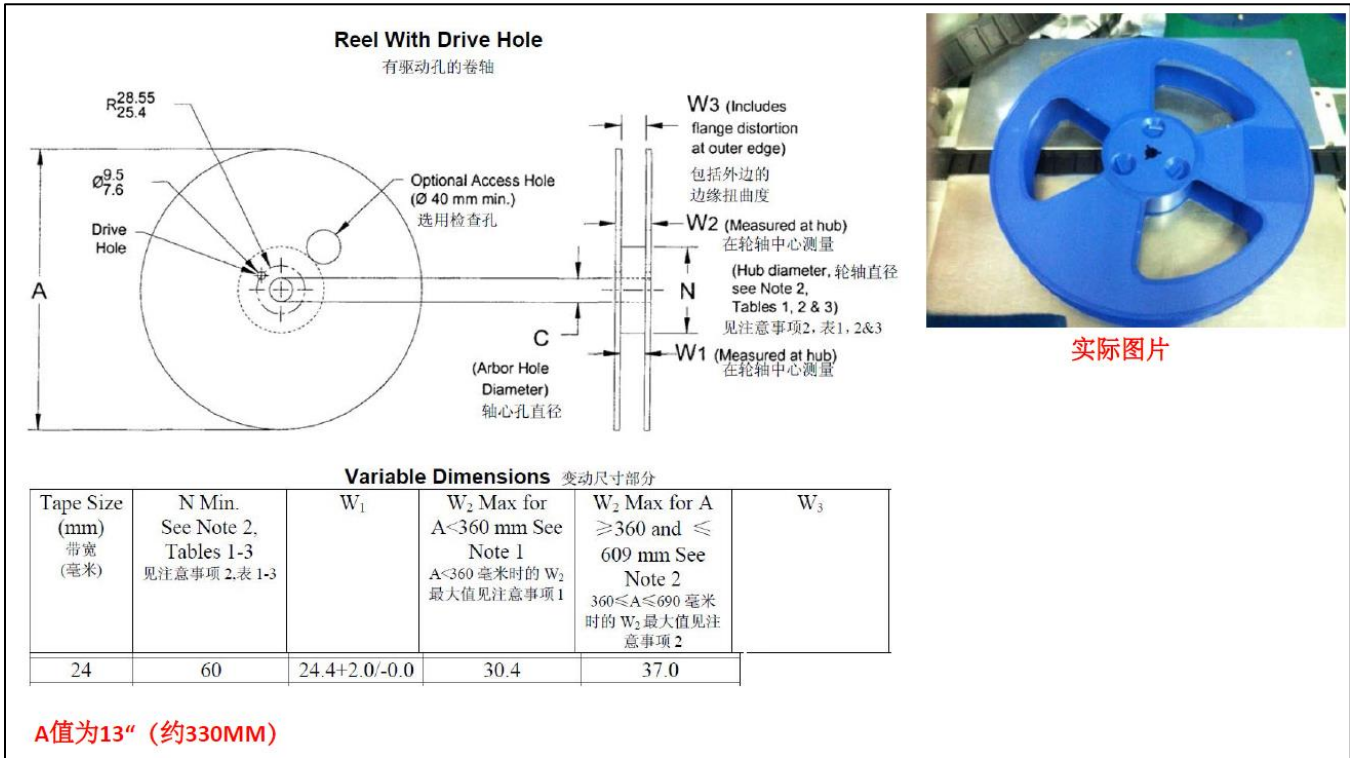 Reel With Drive Hole
有驱动孔的卷轴
R28.55
25.4
Ø9.5
7.6
Drive
Hole
A
Optional Access Hole
(Ø 40 mm min.)
选用检查孔
C
(Arbor Hole
Diameter)
轴心孔直径
W3 (Includes
flange distortion
at outer edge)
包括外边的
边缘扭曲度
W2 (Measured at hub)
在轮轴中心测量
N
(Hub diameter, 轮轴直径
see Note 2,
Tables 1, 2 & 3)
见注意事项2, 表1, 2&3
W1 (Measured at hub)
在轮轴中心测量
实际图片
Variable Dimensions 变动尺寸部分
Tape Size
(mm)
带宽
(毫米)
N Min.
See Note 2,
Tables 1-3
见注意事项 2,表 1-3
W₁
W₂ Max for
A<360 mm See
Note 1
A<360 毫米时的 W₂
最大值见注意事项1
W₂ Max for A
≥360 and ≤
609 mm See
Note 2
360≤A≤690 毫米
时的 W₂ 最大值见注
意事项 2
W₃
24 60 24.4+2.0/-0.0 30.4 37.0
A值为13“（约330MM）